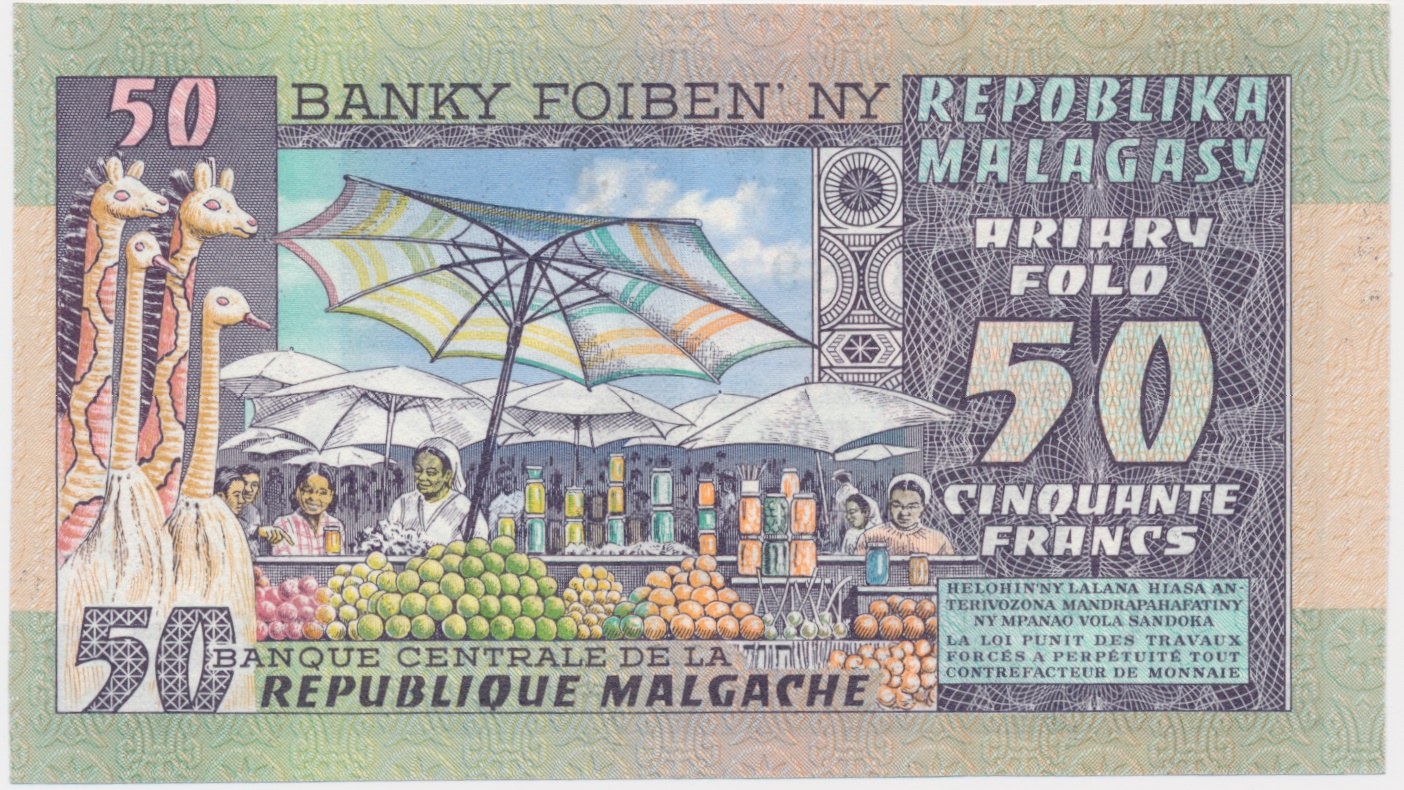 50
BANKY FOIBEN' NY
REPOBLIKA
MALAGASY
ARIARY
FOLO
50
CINQUANTE
FRANCS
HELOHIN'NY LALANA HIASA AN-
TERIVOZONA MANDRAPAHAFATINY
NY MPANAO VOLA SANDOKA
LA LOI PUNIT DES TRAVAUX
FORCÉS A PERPÉTUITÉ TOUT
CONTREFACTEUR DE MONNAIE
50
BANQUE CENTRALE DE LA
RÉPUBLIQUE MALGACHE